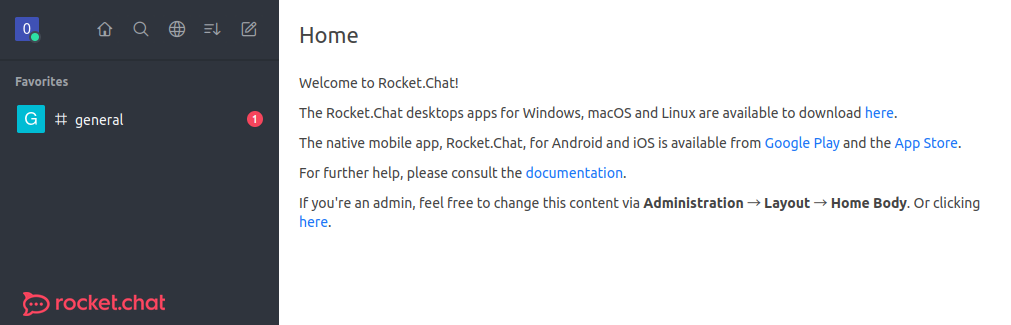 0
Favorites
G # general 1
rocket.chat
Home
Welcome to Rocket.Chat!
The Rocket.Chat desktops apps for Windows, macOS and Linux are available to download here.
The native mobile app, Rocket.Chat, for Android and iOS is available from Google Play and the App Store.
For further help, please consult the documentation.
If you're an admin, feel free to change this content via Administration → Layout → Home Body. Or clicking
here.